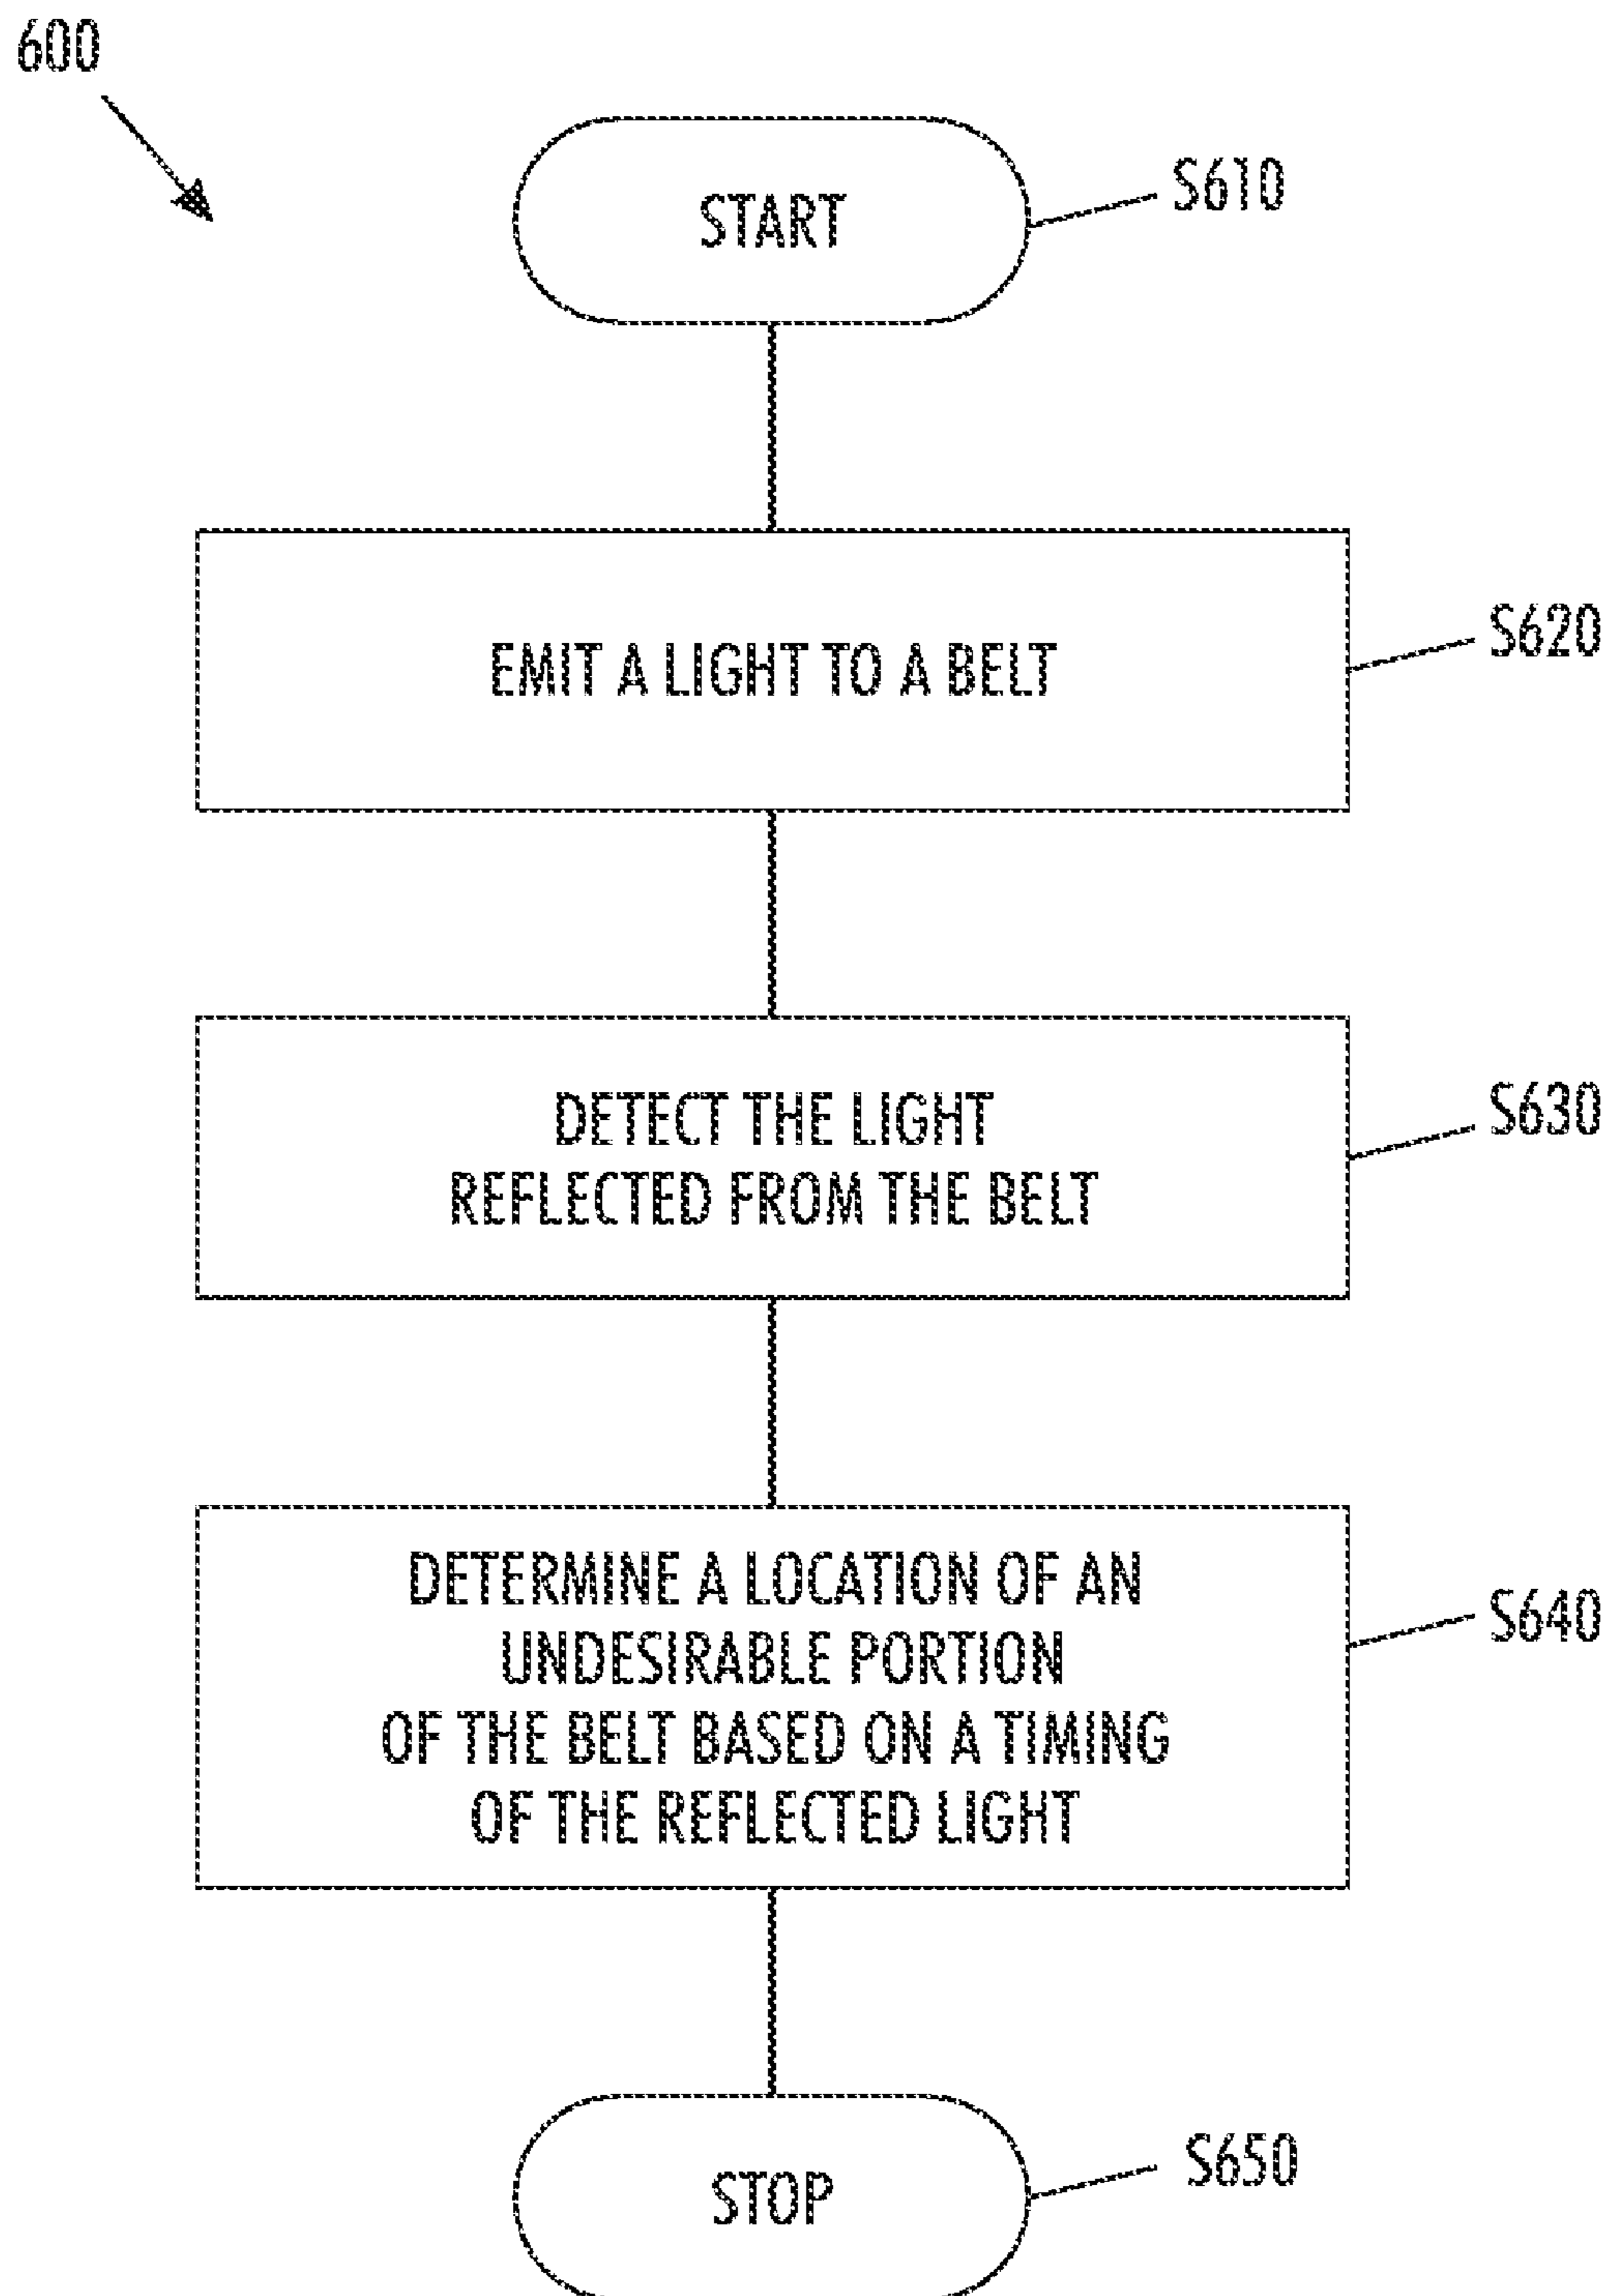 600
START
S610
EMIT A LIGHT TO A BELT
S620
DETECT THE LIGHT
REFLECTED FROM THE BELT
S630
DETERMINE A LOCATION OF AN
UNDESIRABLE PORTION
OF THE BELT BASED ON A TIMING
OF THE REFLECTED LIGHT
S640
STOP
S650